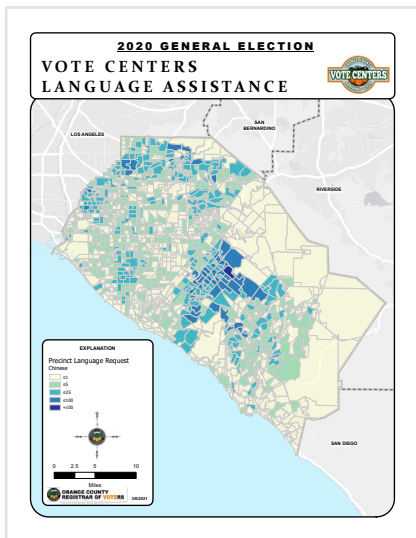 2020 GENERAL ELECTION
VOTE CENTERS
LANGUAGE ASSISTANCE
VOTE CENTERS
SAN
BERNARDINO
LOS ANGELES
RIVERSIDE
SAN DIEGO
EXPLANATION
Precinct Language Request
Chinese
≤1
≤5
≤25
≤100
>100
0 2.5 5 10
Miles
ORANGE COUNTY
REGISTRAR OF VOTERS